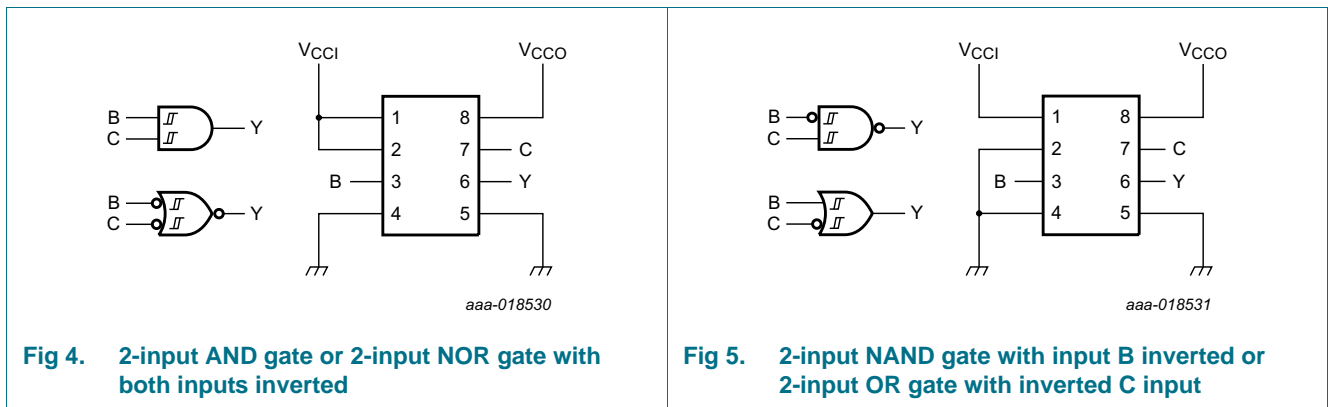 VCCI
VCCO
B
C
Y
B
C
Y
1
8
2
7
C
B
3
6
Y
4
5
aaa-018530
Fig 4. 2-input AND gate or 2-input NOR gate with
both inputs inverted
VCCI
VCCO
B
C
Y
B
C
Y
1
8
2
7
C
B
3
6
Y
4
5
aaa-018531
Fig 5. 2-input NAND gate with input B inverted or
2-input OR gate with inverted C input